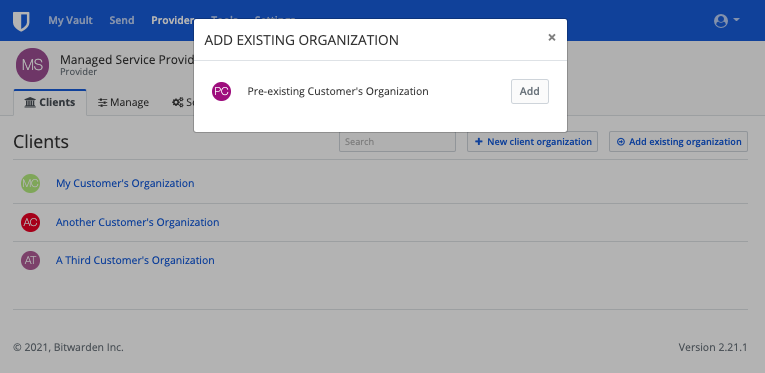 My Vault Send Provider Tools Settings
ADD EXISTING ORGANIZATION ×
MS Managed Service Provid
Provider
PC Pre-existing Customer's Organization Add
Clients Manage Se
Clients Search New client organization Add existing organization
MC My Customer's Organization
AC Another Customer's Organization
AT A Third Customer's Organization
© 2021, Bitwarden Inc. Version 2.21.1